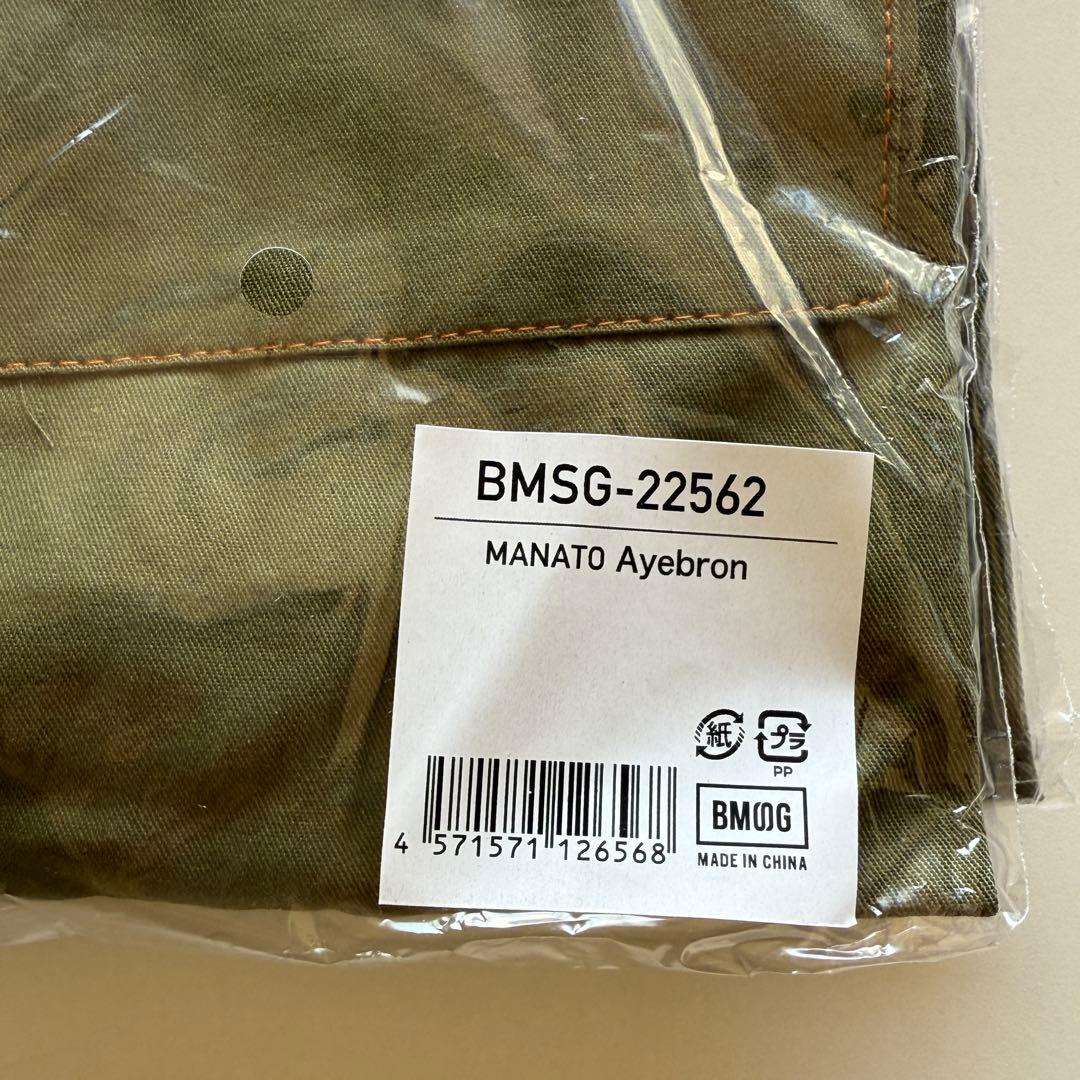 BMSG-22562
MANATO Ayebron
紙
プラ
PP
4 571571 126568
BMSG
MADE IN CHINA